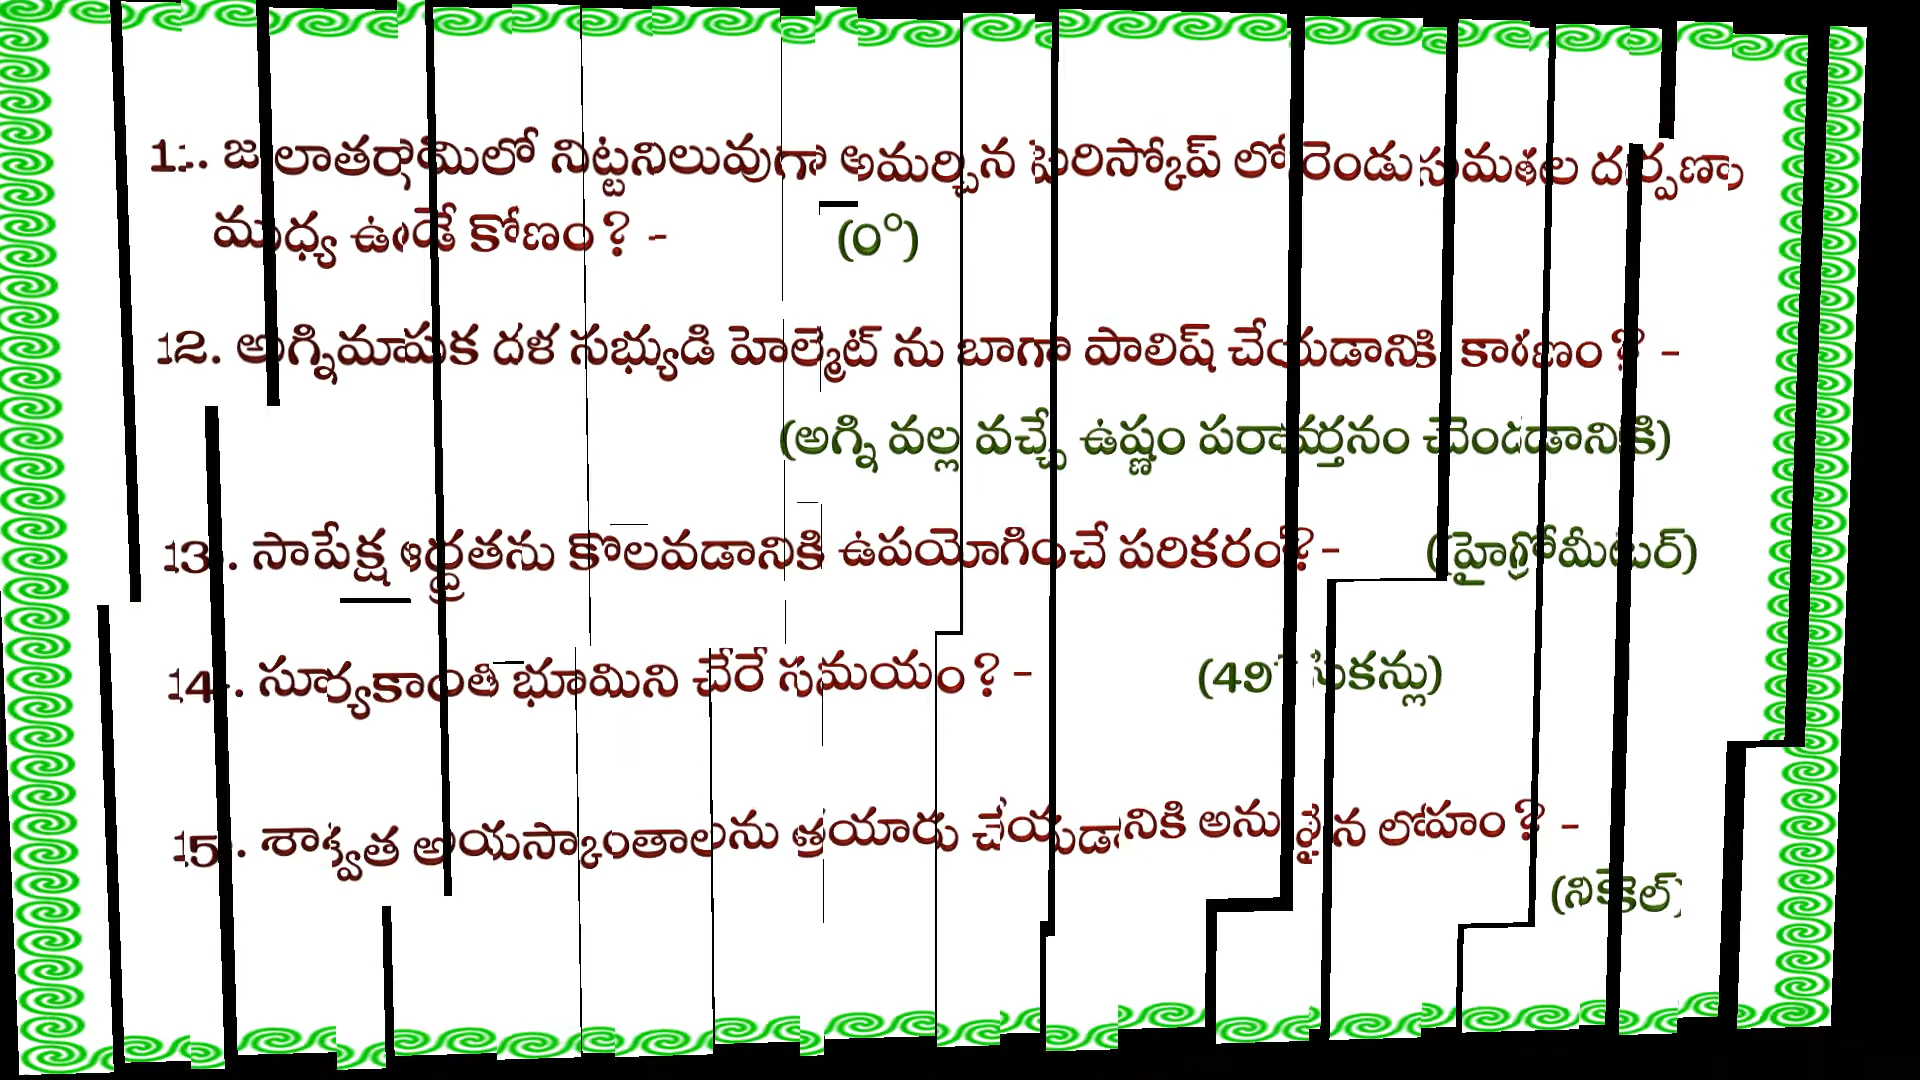 11. జలాంతర్గామిలో నిట్టనిలువుగా అమర్చిన పెరిస్కోప్ లో రెండు సమతల దర్పణాల
మధ్య ఉండే కోణం? - (0°)
12. అగ్నిమాపక దళ సభ్యుడి హెల్మెట్ ను బాగా పాలిష్ చేయడానికి కారణం? -
(అగ్ని వల్ల వచ్చే ఉష్ణం పరావర్తనం చెందడానికి)
13. సాపేక్ష ఆర్ద్రతను కొలవడానికి ఉపయోగించే పరికరం? - (హైగ్రోమీటర్)
14. సూర్యకాంతి భూమిని చేరే సమయం? - సెకన్లు)
15. శాశ్వత అయస్కాంతాలను తయారు చేయడానికి లోహం? -
(నికెల్)